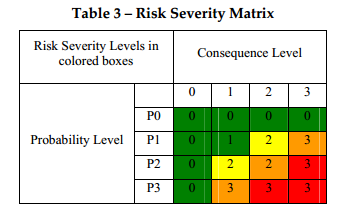 Table 3 – Risk Severity Matrix
Risk Severity Levels in
colored boxes
Consequence Level
0 1 2 3
Probability Level
P0 0 0 0 0
P1 0 1 2 3
P2 0 2 2 3
P3 0 3 3 3